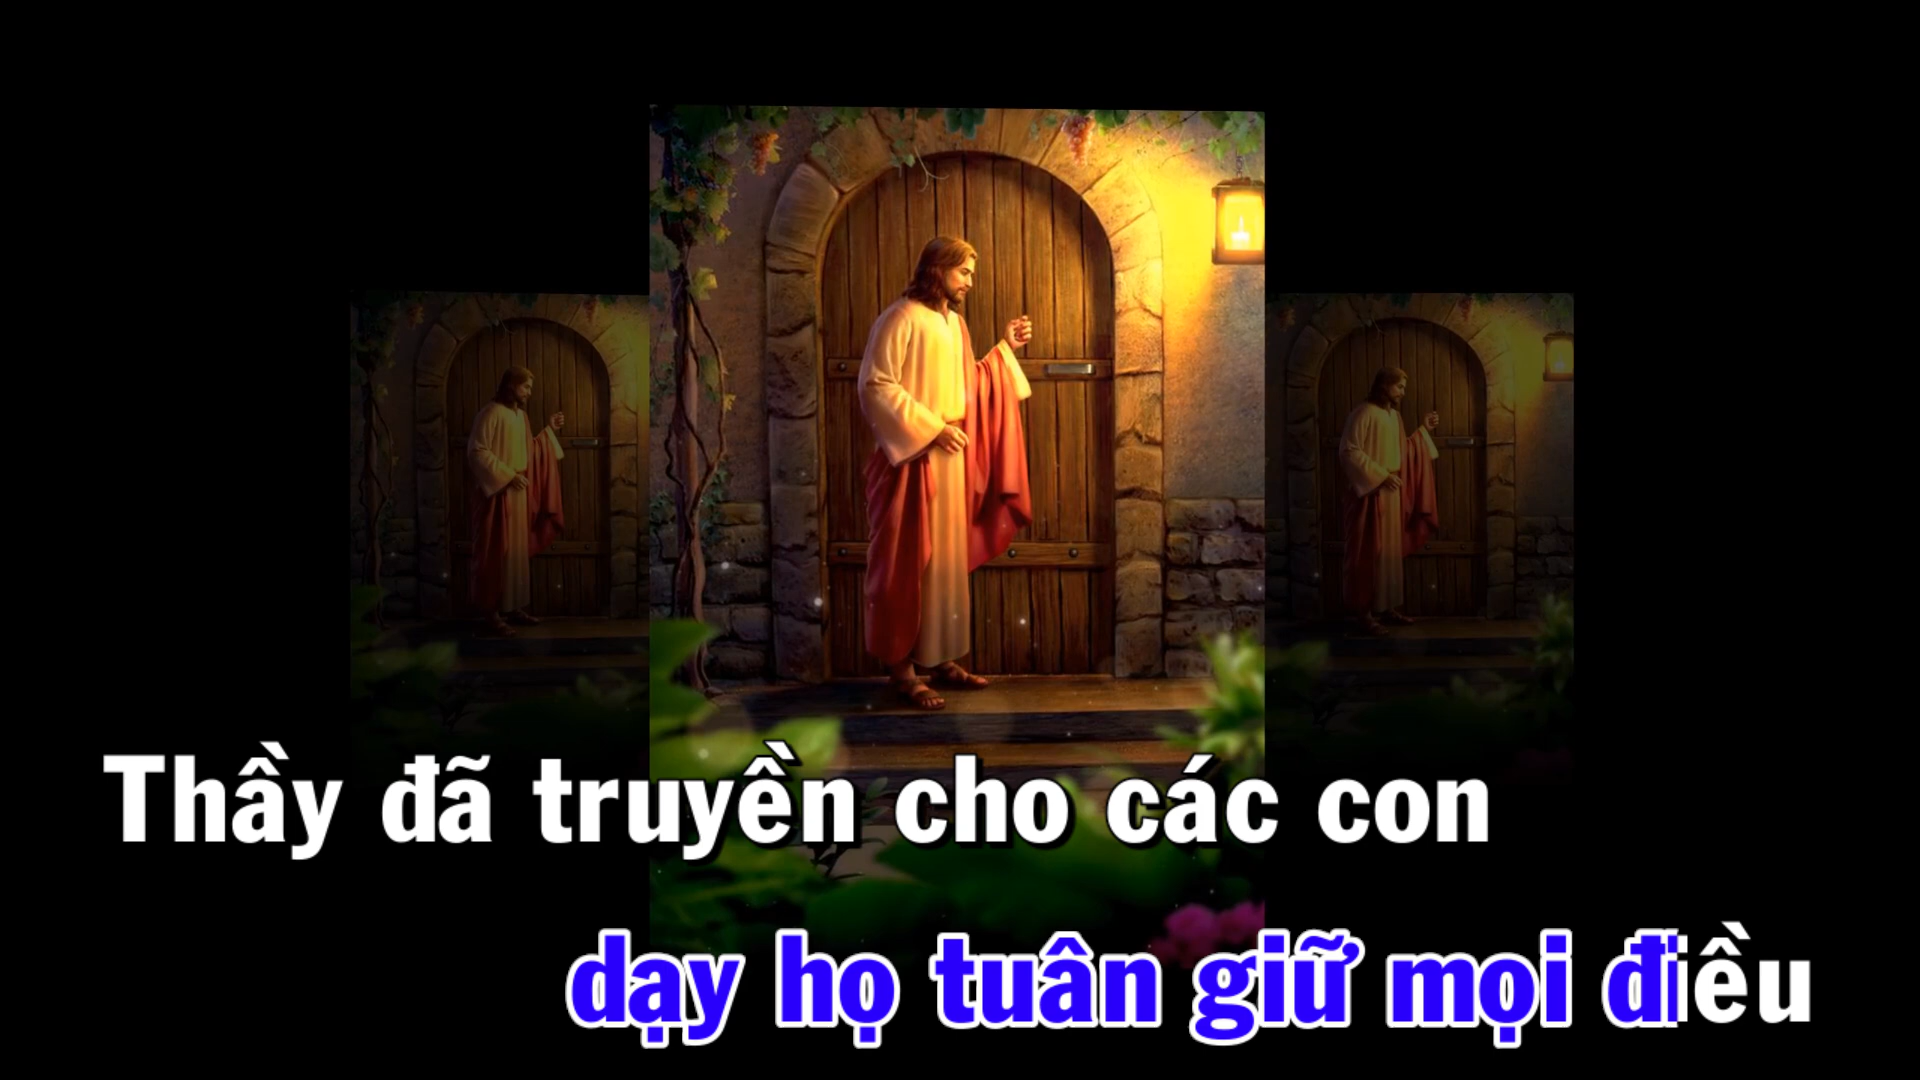 Thầy đã truyền cho các con
dạy họ tuân giữ mọi điều